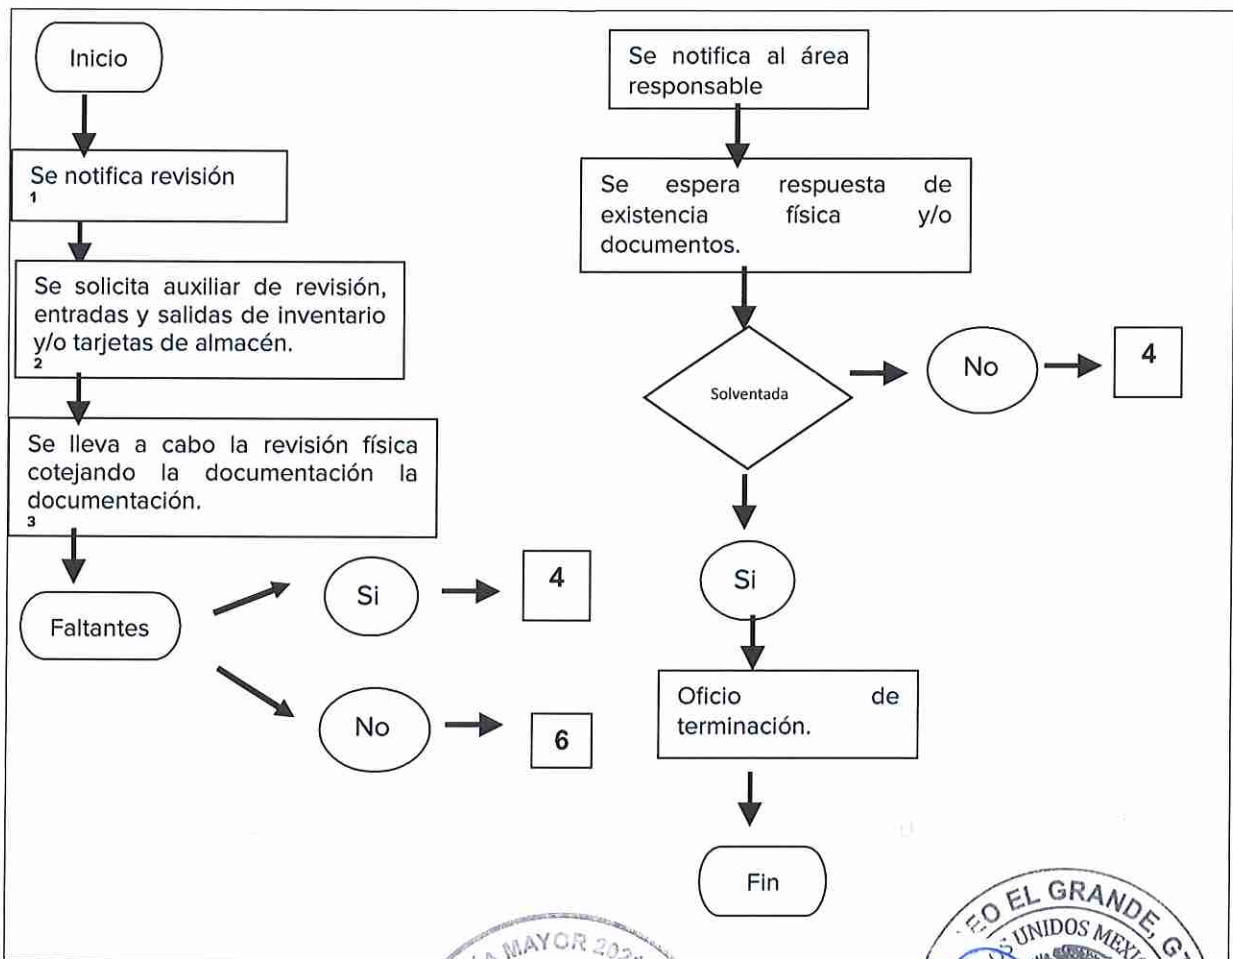 Inicio
Se notifica revisión
1
Se solicita auxiliar de revisión,
entradas y salidas de inventario
y/o tarjetas de almacén.
2
Se lleva a cabo la revisión física
cotejando la documentación la
documentación.
3
Faltantes
Si
4
No
6
Se notifica al área
responsable
Se espera respuesta de
existencia física y/o
documentos.
Solventada
No
4
Si
Oficio de
terminación.
Fin
MAYOR
EO EL GRANDE,
UNIDOS